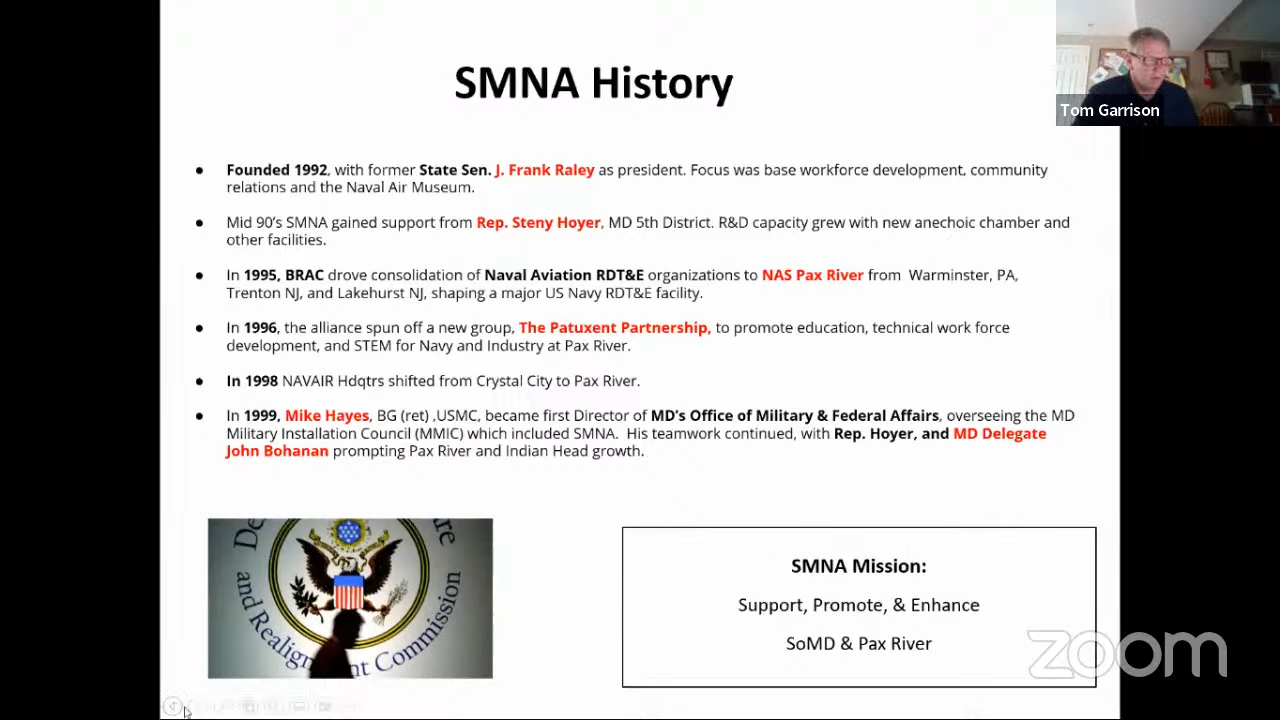 SMNA History
Tom Garrison
● Founded 1992, with former State Sen. J. Frank Raley as president. Focus was base workforce development, community
relations and the Naval Air Museum.
● Mid 90's SMNA gained support from Rep. Steny Hoyer, MD 5th District. R&D capacity grew with new anechoic chamber and
other facilities.
● In 1995, BRAC drove consolidation of Naval Aviation RDT&E organizations to NAS Pax River from Warminster, PA,
Trenton NJ, and Lakehurst NJ, shaping a major US Navy RDT&E facility.
● In 1996, the alliance spun off a new group, The Patuxent Partnership, to promote education, technical work force
development, and STEM for Navy and Industry at Pax River.
● In 1998 NAVAIR Hdqtrs shifted from Crystal City to Pax River.
● In 1999, Mike Hayes, BG (ret) ,USMC, became first Director of MD's Office of Military & Federal Affairs, overseeing the MD
Military Installation Council (MMIC) which included SMNA. His teamwork continued, with Rep. Hoyer, and MD Delegate
John Bohanan prompting Pax River and Indian Head growth.
and Commission
SMNA Mission:
Support, Promote, & Enhance
SoMD & Pax River
zoom